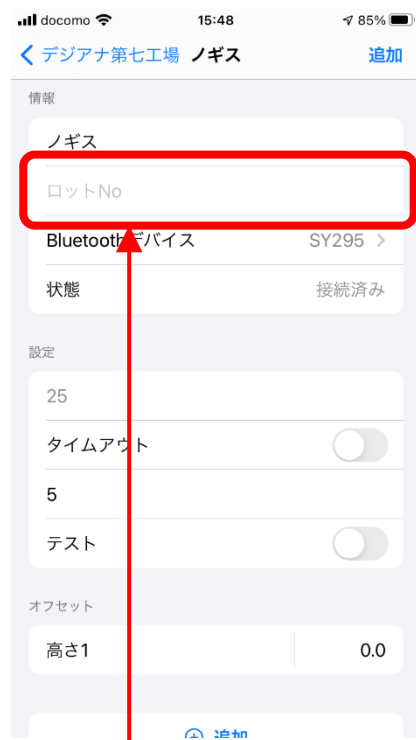 docomo 15:48 85%
デジアナ第七工場 ノギス 追加
情報
ノギス
ロットNo
Bluetoothデバイス SY295
状態 接続済み
設定
25
タイムアウト
5
テスト
オフセット
高さ1 0.0
追加